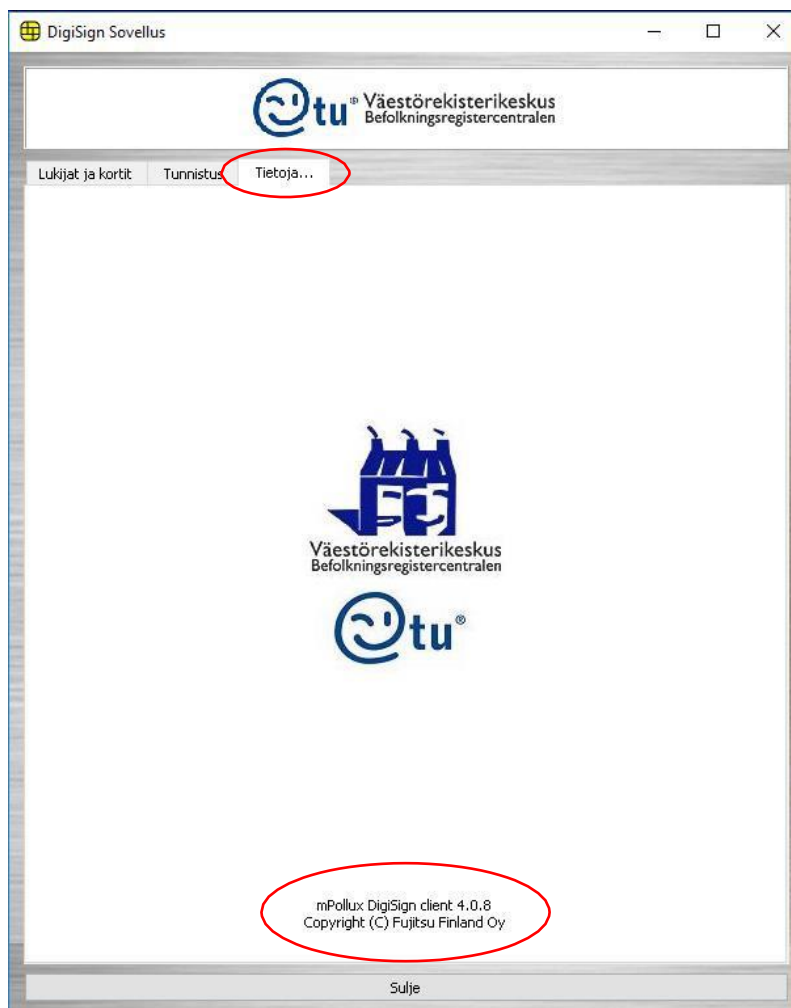 DigiSign Sovellus
@tu® Väestörekisterikeskus
Befolkningsregistercentralen
Lukijat ja kortit Tunnistus Tietoja...
Väestörekisterikeskus
Befolkningsregistercentralen
@tu®
mPollux DigiSign client 4.0.8
Copyright (C) Fujitsu Finland Oy
Sulje